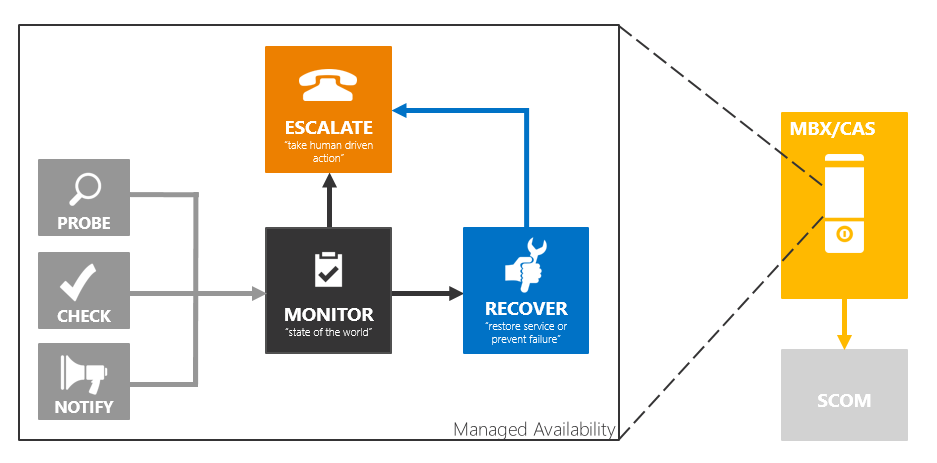 ESCALATE
"take human driven
action"
MBX/CAS
PROBE
CHECK
NOTIFY
MONITOR
"state of the world"
RECOVER
"restore service or
prevent failure"
SCOM
Managed Availability